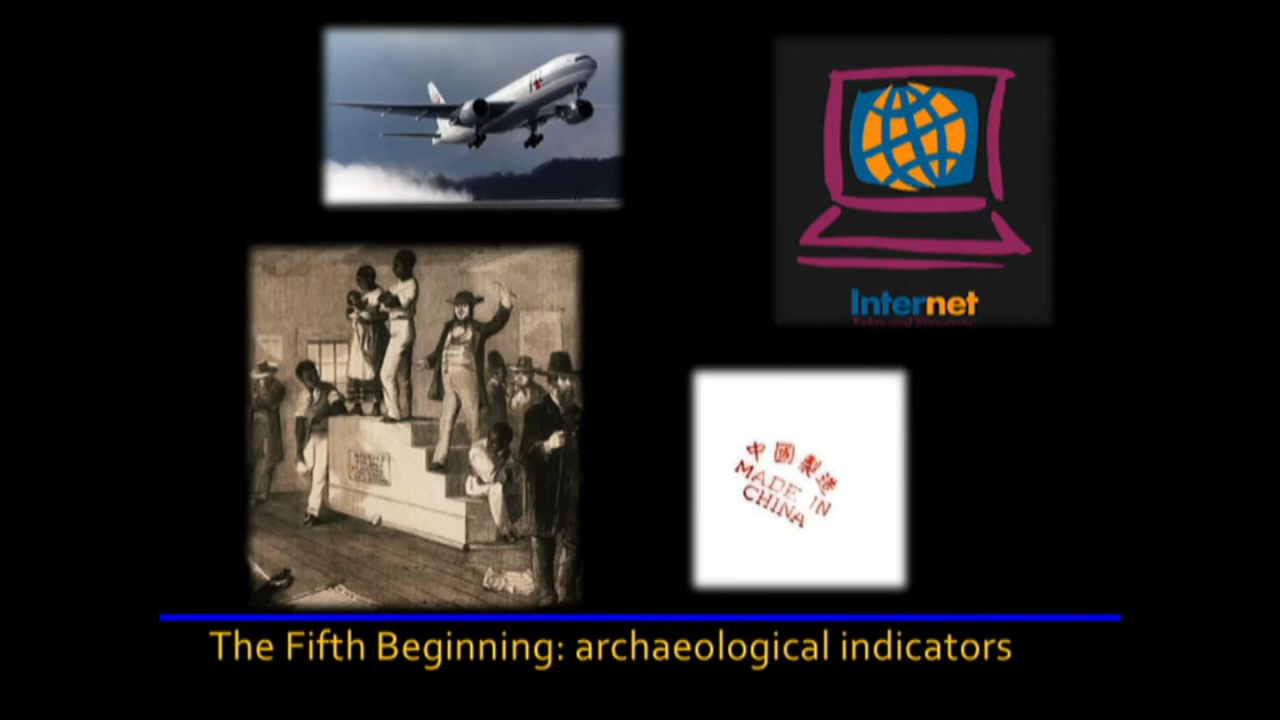 Internet
中國製造
MADE IN
CHINA
The Fifth Beginning: archaeological indicators